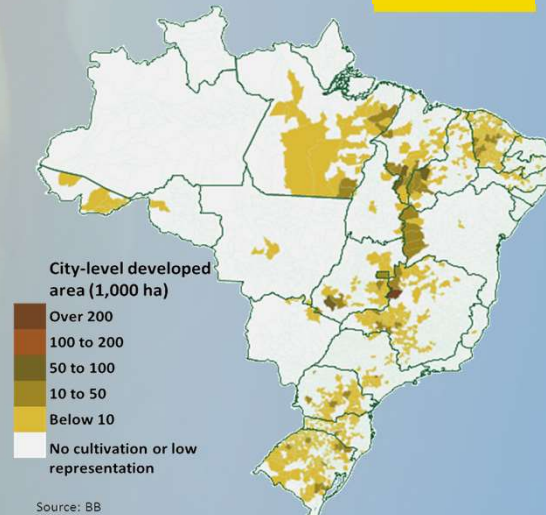 City-level developed
area (1,000 ha)
Over 200
100 to 200
50 to 100
10 to 50
Below 10
No cultivation or low
representation
Source: BB